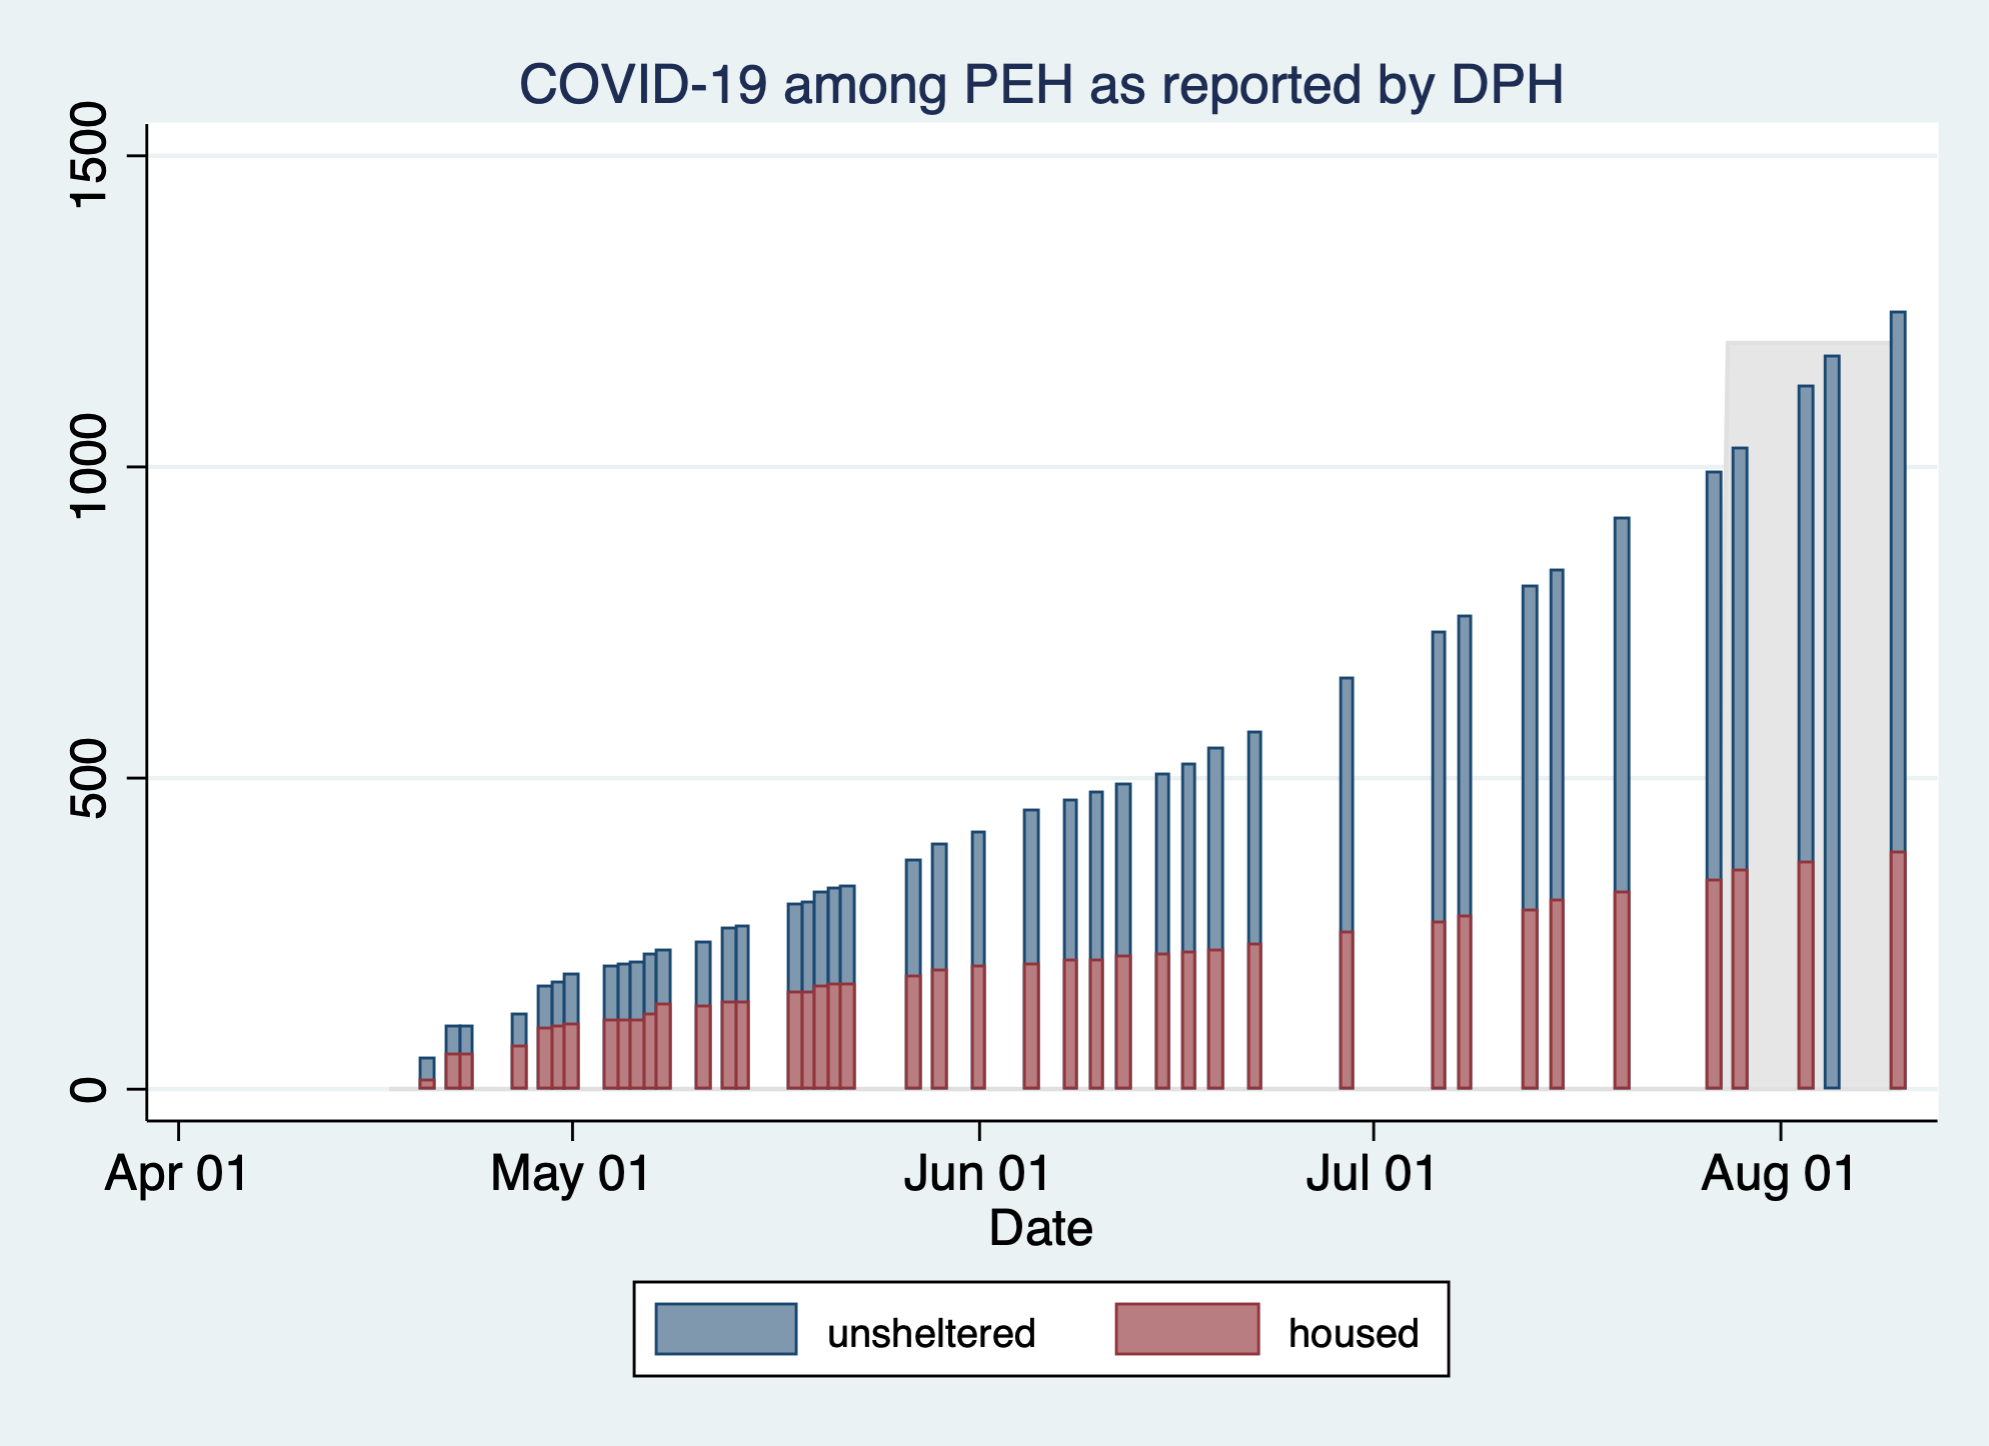 COVID-19 among PEH as reported by DPH
1500
1000
500
0
Apr 01 May 01 Jun 01 Jul 01 Aug 01
Date
unsheltered housed